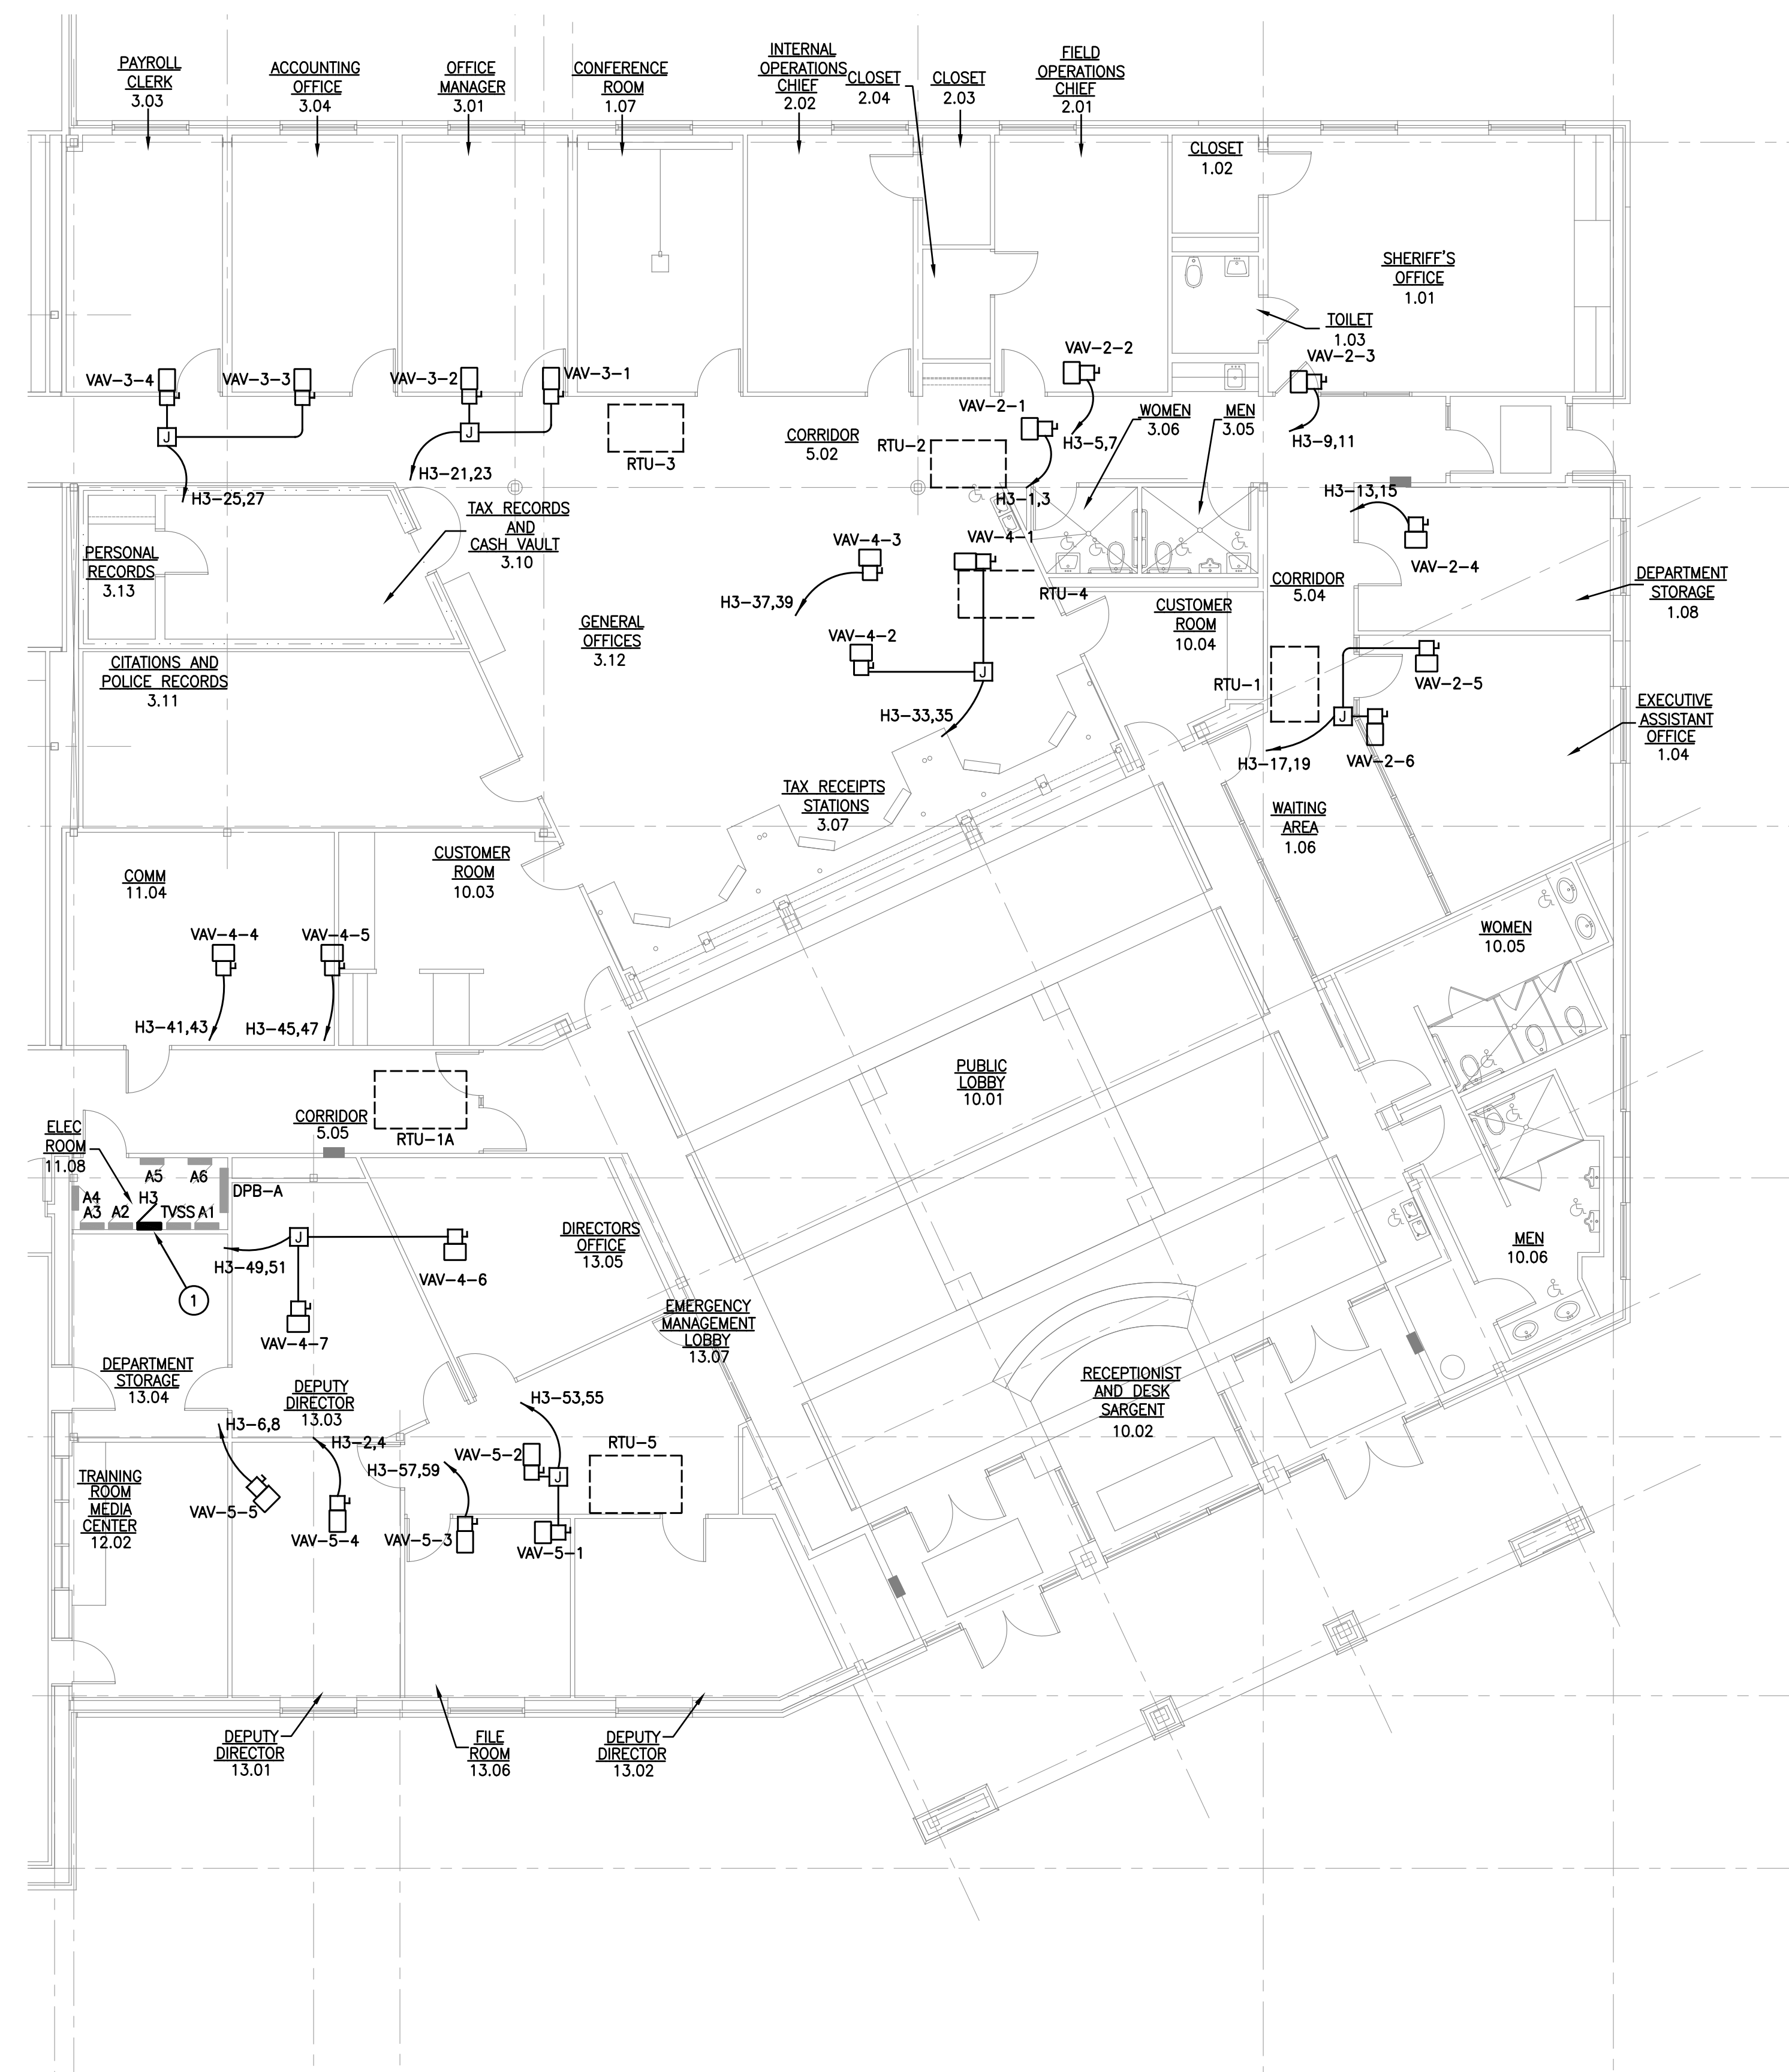 PAYROLL
CLERK
3.03
ACCOUNTING
OFFICE
3.04
OFFICE
MANAGER
3.01
CONFERENCE
ROOM
1.07
INTERNAL
OPERATIONS
CHIEF
2.02
CLOSET
2.04
CLOSET
2.03
FIELD
OPERATIONS
CHIEF
2.01
CLOSET
1.02
SHERIFF'S
OFFICE
1.01
TOILET
1.03
VAV-3-4
VAV-3-3
VAV-3-2
VAV-3-1
VAV-2-2
VAV-2-3
J
J
H3-25,27
H3-21,23
RTU-3
CORRIDOR
5.02
RTU-2
VAV-2-1
H3-1,3
H3-5,7
WOMEN
3.06
MEN
3.05
H3-9,11
H3-13,15
VAV-2-4
TAX RECORDS
AND
CASH VAULT
3.10
PERSONAL
RECORDS
3.13
VAV-4-3
VAV-4-1
H3-37,39
RTU-4
CORRIDOR
5.04
DEPARTMENT
STORAGE
1.08
GENERAL
OFFICES
3.12
VAV-4-2
J
H3-33,35
CUSTOMER
ROOM
10.04
RTU-1
VAV-2-5
J
H3-17,19
VAV-2-6
EXECUTIVE
ASSISTANT
OFFICE
1.04
CITATIONS AND
POLICE RECORDS
3.11
TAX RECEIPTS
STATIONS
3.07
WAITING
AREA
1.06
COMM
11.04
CUSTOMER
ROOM
10.03
VAV-4-4
VAV-4-5
H3-41,43
H3-45,47
WOMEN
10.05
PUBLIC
LOBBY
10.01
CORRIDOR
5.05
RTU-1A
ELEC
ROOM
11.08
A5
A6
A4
A3
A2
H3
TVSS
A1
DPB-A
J
H3-49,51
VAV-4-6
VAV-4-7
1
DIRECTORS
OFFICE
13.05
MEN
10.06
EMERGENCY
MANAGEMENT
LOBBY
13.07
DEPARTMENT
STORAGE
13.04
DEPUTY
DIRECTOR
13.03
RECEPTIONIST
AND DESK
SARGENT
10.02
H3-6,8
H3-2,4
H3-53,55
H3-57,59
VAV-5-2
J
RTU-5
TRAINING
ROOM
MEDIA
CENTER
12.02
VAV-5-5
VAV-5-4
VAV-5-3
VAV-5-1
DEPUTY
DIRECTOR
13.01
FILE
ROOM
13.06
DEPUTY
DIRECTOR
13.02